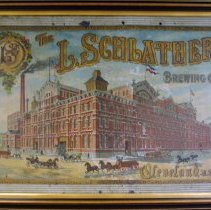 The
L. SCHLATHER
BREWING CO
Cleveland